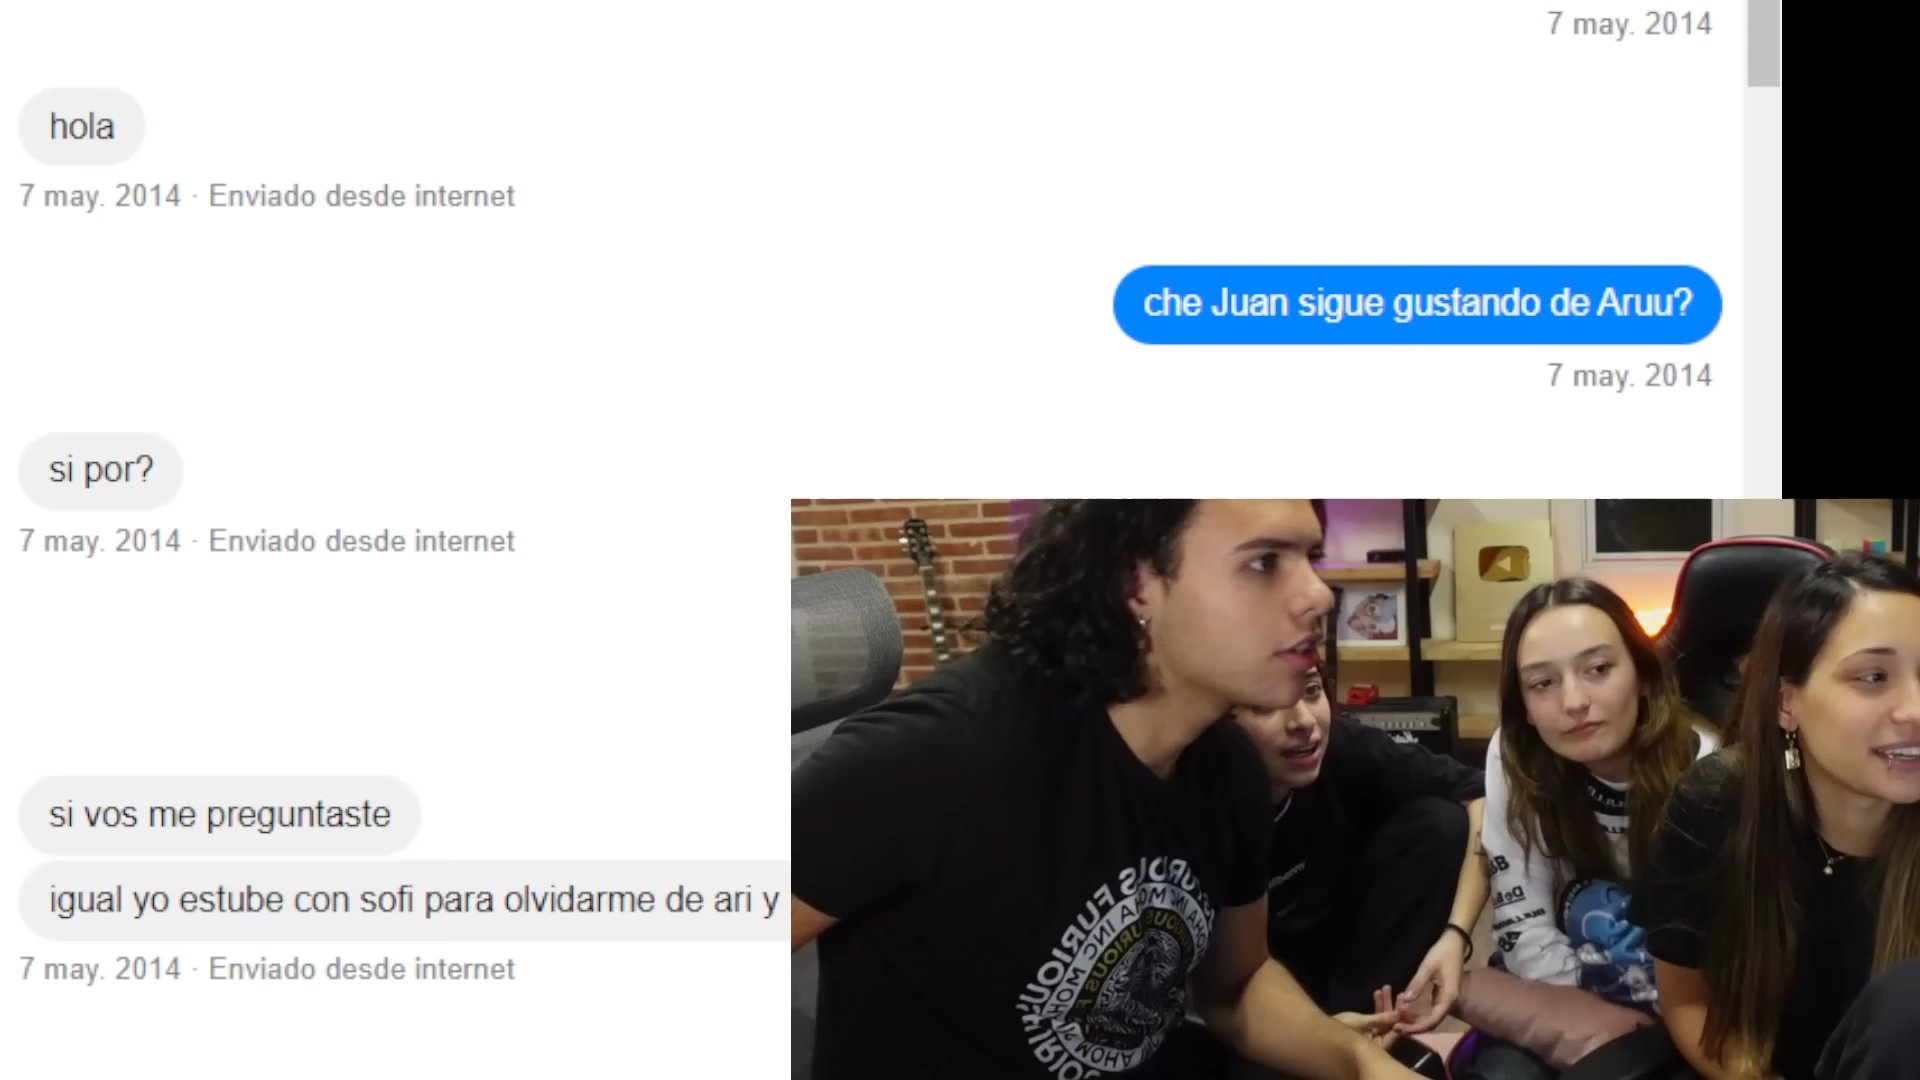 7 may. 2014
hola
7 may. 2014 · Enviado desde internet
che Juan sigue gustando de Aruu?
7 may. 2014
si por?
7 may. 2014 · Enviado desde internet
si vos me preguntaste
igual yo estube con sofi para olvidarme de ari y
7 may. 2014 · Enviado desde internet